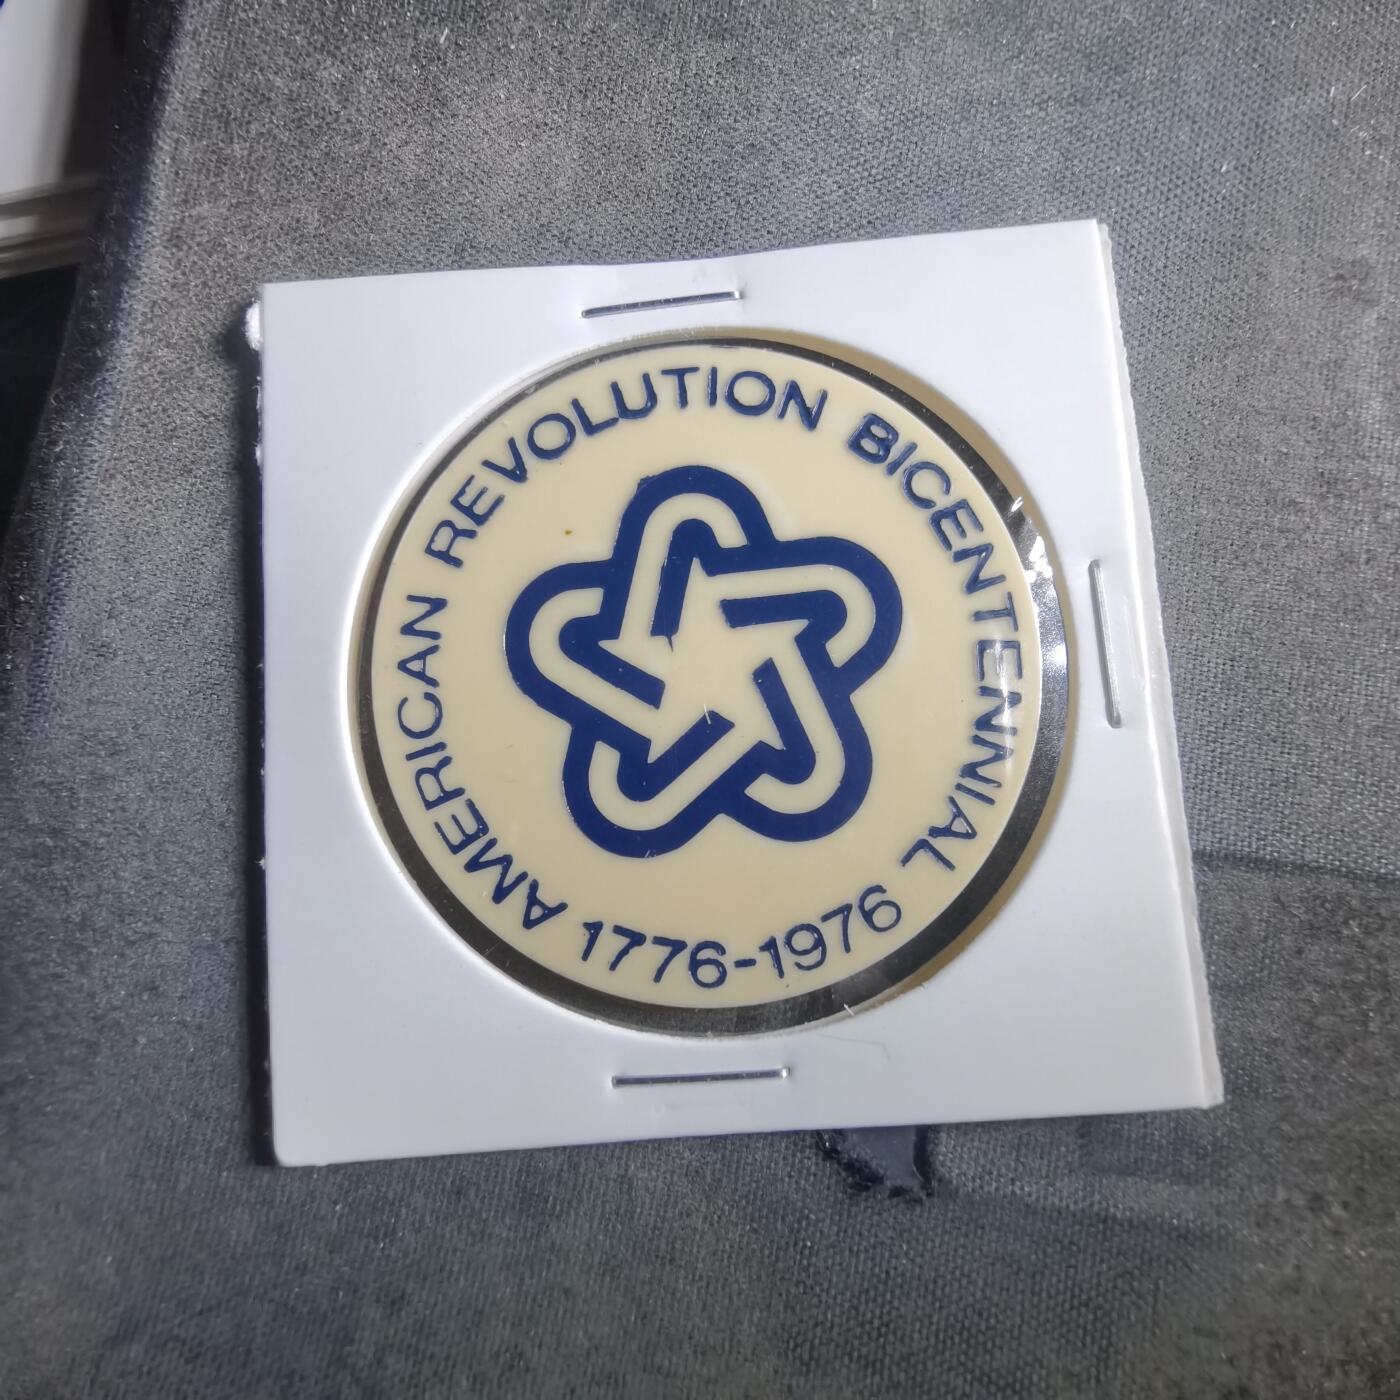 AMERICAN REVOLUTION BICENTENNIAL
1776-1976